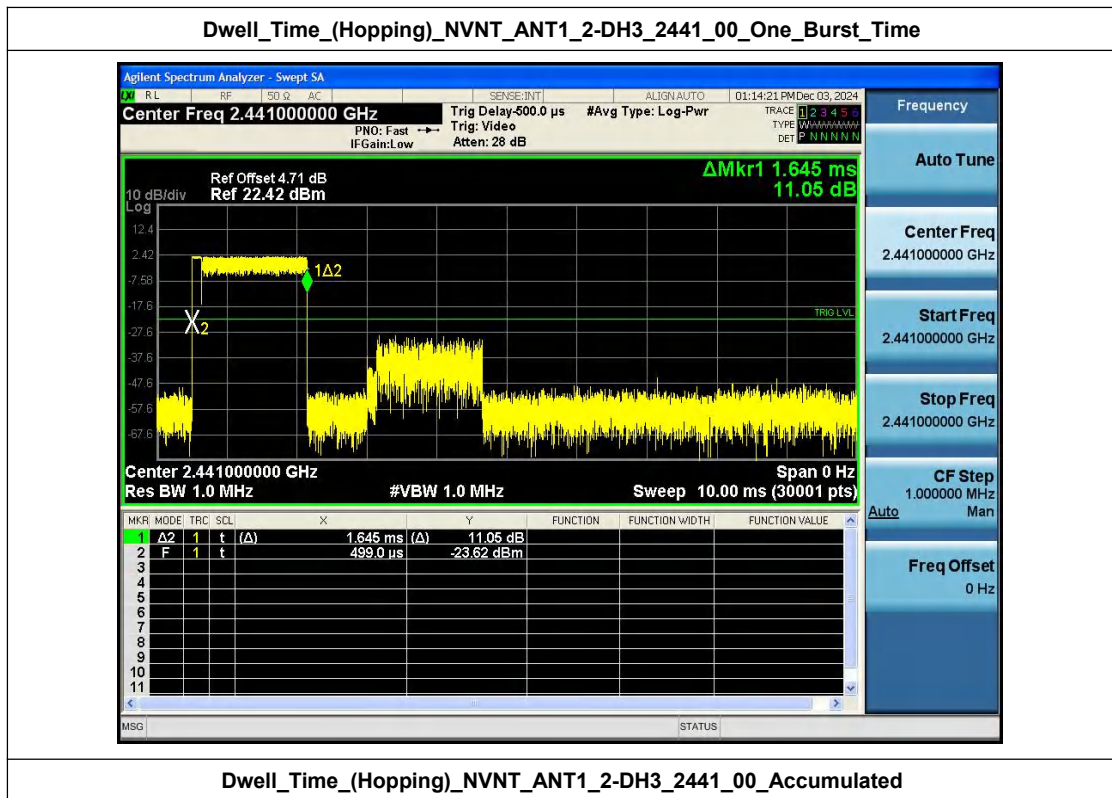 Dwell_Time_(Hopping)_NVNT_ANT1_2-DH3_2441_00_One_Burst_Time
Agilent Spectrum Analyzer - Swept SA
LXI RL RF 50 Ω AC SENSE:INT ALIGNAUTO 01:14:21 PM Dec 03, 2024
Center Freq 2.441000000 GHz
PNO: Fast
IFGain:Low
Trig Delay-500.0 µs
Trig: Video
Atten: 28 dB
#Avg Type: Log-Pwr
TRACE 1 2 3 4 5 6
TYPE WWWWWW
DET P N N N N N
Frequency
Auto Tune
Center Freq
2.441000000 GHz
Start Freq
2.441000000 GHz
Stop Freq
2.441000000 GHz
CF Step
1.000000 MHz
Auto Man
Freq Offset
0 Hz
ΔMkr1 1.645 ms
11.05 dB
Ref Offset 4.71 dB
10 dB/div Ref 22.42 dBm
Log
12.4
2.42
-7.58
-17.6
-27.6
-37.6
-47.6
-57.6
-67.6
1Δ2
2
TRIG LVL
Center 2.441000000 GHz Span 0 Hz
Res BW 1.0 MHz #VBW 1.0 MHz Sweep 10.00 ms (30001 pts)
MKR MODE TRC SCL X Y FUNCTION FUNCTION WIDTH FUNCTION VALUE
1 Δ2 1 t (Δ) 1.645 ms (Δ) 11.05 dB
2 F 1 t 499.0 µs -23.62 dBm
3
4
5
6
7
8
9
10
11
MSG STATUS
Dwell_Time_(Hopping)_NVNT_ANT1_2-DH3_2441_00_Accumulated